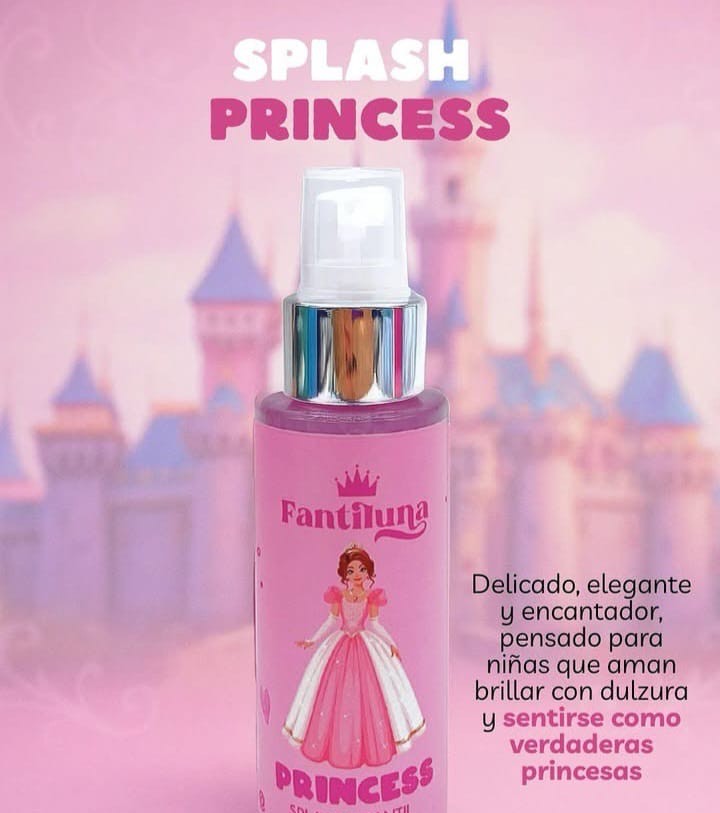 SPLASH
PRINCESS
Fantiluna
PRINCESS
Delicado, elegante
y encantador,
pensado para
niñas que aman
brillar con dulzura
y sentirse como
verdaderas
princesas